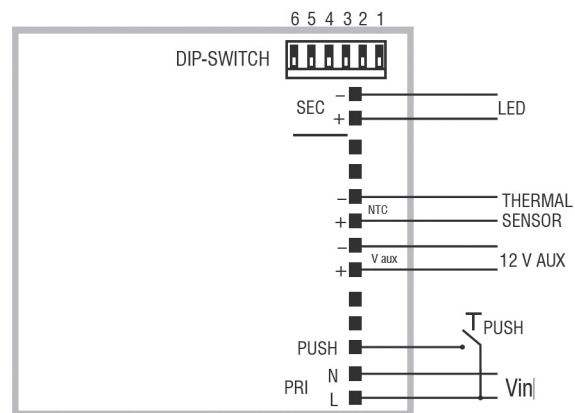 6 5 4 3 2 1
DIP-SWITCH
SEC
−
+
LED
−
NTC
+
THERMAL
SENSOR
−
V aux
+
12 V AUX
PUSH
PUSH
PRI
N
L
Vin